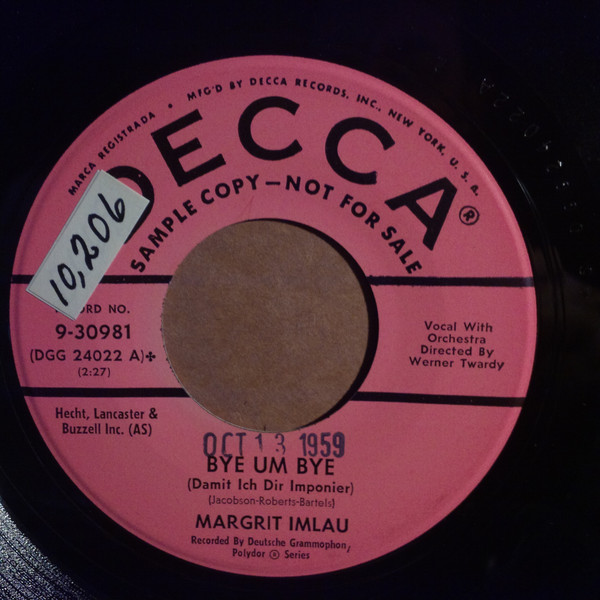 MARCA REGISTRADA • MFG'D BY DECCA RECORDS, INC., NEW YORK, U. S. A.
DECCA®
SAMPLE COPY—NOT FOR SALE
10,206
ORD NO.
9-30981
(DGG 24022 A)✤
(2:27)
Vocal With
Orchestra
Directed By
Werner Twardy
Hecht, Lancaster &
Buzzell Inc. (AS)
OCT 13 1959
BYE UM BYE
(Damit Ich Dir Imponier)
(Jacobson-Roberts-Bartels)
MARGRIT IMLAU
Recorded By Deutsche Grammophon,
Polydor ® Series